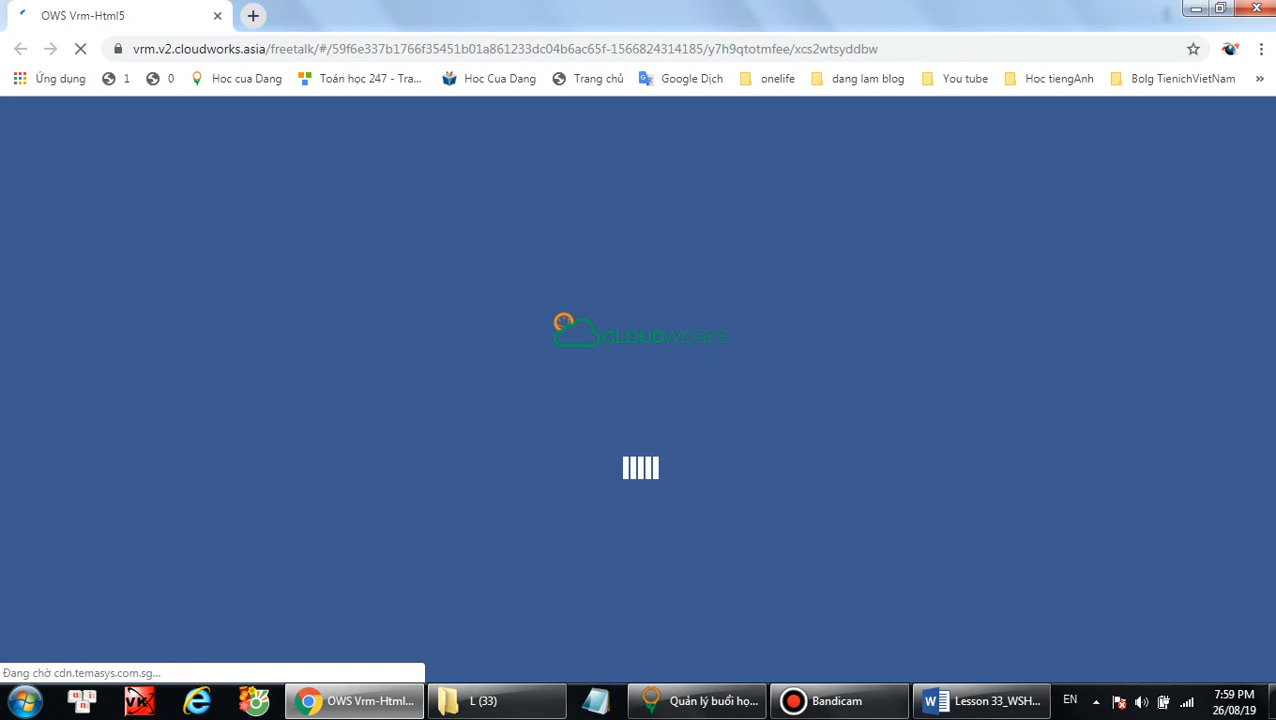 OWS Vrm-Html5
vrm.v2.cloudworks.asia/freetalk/#/59f6e337b1766f35451b01a861233dc04b6ac65f-1566824314185/y7h9qtotmfee/xcs2wtsyddbw
Ứng dụng 1 0 Hoc cua Dang Toán học 247 - Tra... Học Cua Dang Trang chủ Google Dịch onelife dang lam blog You tube Học tiengAnh Bolg TienichVietNam »
CLOUDWORKS
Đang chờ cdn.temasys.com.sg...
OWS Vrm-Html... L (33) Quản lý buổi họ... Bandicam Lesson 33_WSH... EN 7:59 PM
26/08/19